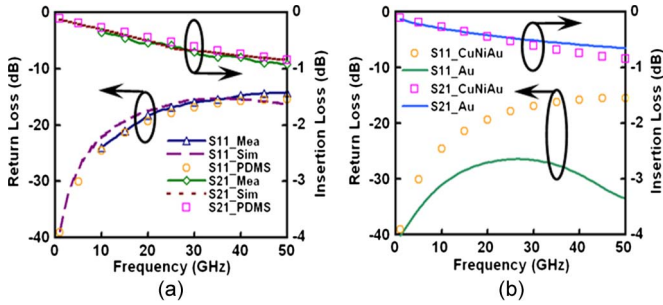 0
-10
-20
-30
-40
Return Loss (dB)
0
-1
-2
-3
-4
Insertion Loss (dB)
0 10 20 30 40 50
Frequency (GHz)
S11_Mea
S11_Sim
S11_PDMS
S21_Mea
S21_Sim
S21_PDMS
(a)
0
-10
-20
-30
-40
Return Loss (dB)
0
-1
-2
-3
-4
Insertion Loss (dB)
0 10 20 30 40 50
Frequency (GHz)
S11_CuNiAu
S11_Au
S21_CuNiAu
S21_Au
(b)